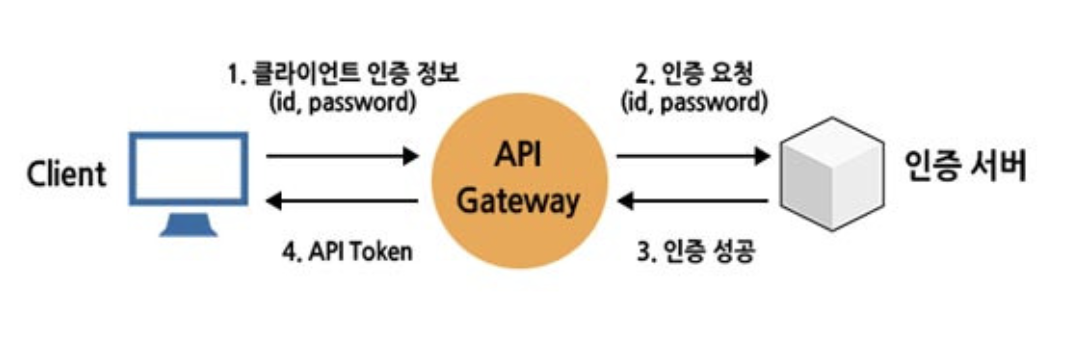 1. 클라이언트 인증 정보
(id, password)
2. 인증 요청
(id, password)
Client
API
Gateway
인증 서버
4. API Token
3. 인증 성공